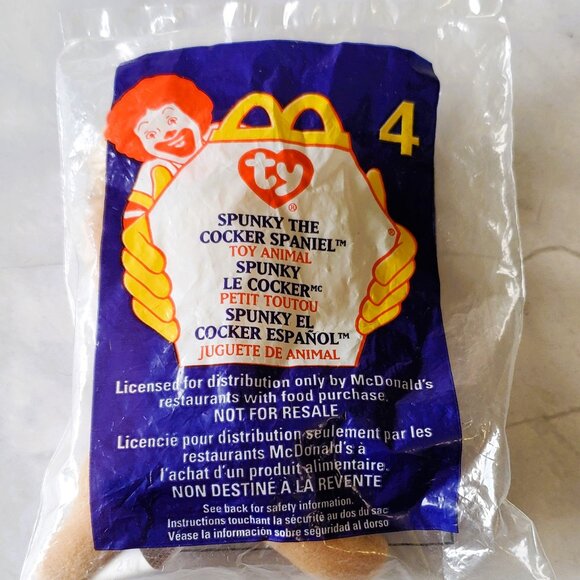 4
ty
®
SPUNKY THE
COCKER SPANIEL™
TOY ANIMAL
SPUNKY
LE COCKERᴹᶜ
PETIT TOUTOU
SPUNKY EL
COCKER ESPAÑOL™
JUGUETE DE ANIMAL
®
Licensed for distribution only by McDonald's
restaurants with food purchase.
NOT FOR RESALE
Licencié pour distribution seulement par les
restaurants McDonald's à
l'achat d'un produit alimentaire.
NON DESTINÉ À LA REVENTE
See back for safety information.
Instructions touchant la sécurité au dos du sac
Véase la información sobre seguridad al dorso